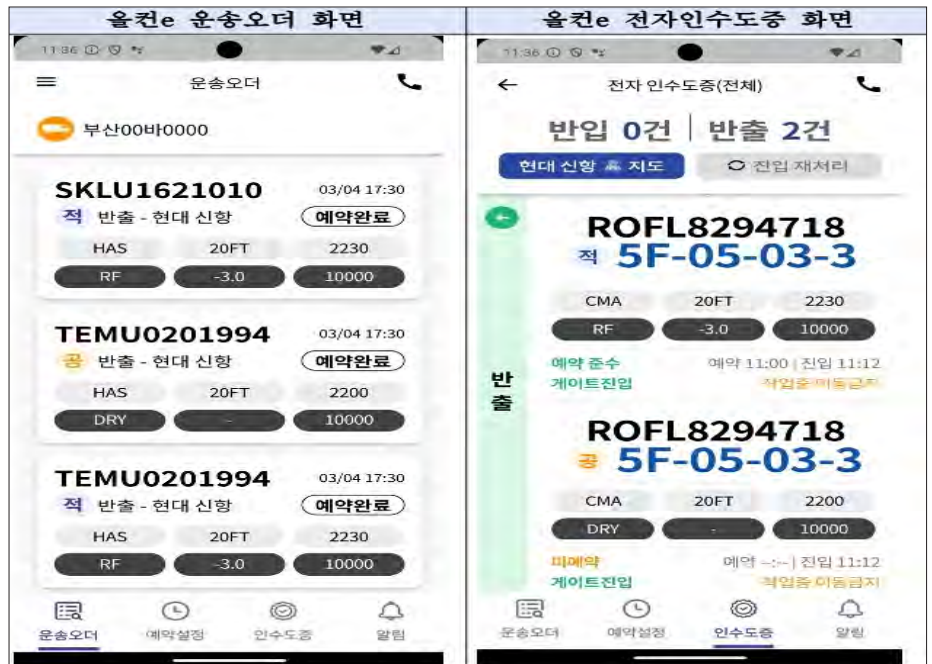 올컨e 운송오더 화면
11:36
운송오더
부산00바0000
SKLU1621010 03/04 17:30
적 반출 - 현대 신항 예약완료
HAS 20FT 2230
RF -3.0 10000
TEMU0201994 03/04 17:30
공 반출 - 현대 신항 예약완료
HAS 20FT 2200
DRY - 10000
TEMU0201994 03/04 17:30
적 반출 - 현대 신항 예약완료
HAS 20FT 2230
RF -3.0 10000
운송오더 예약설정 인수도증 알림
올컨e 전자인수도증 화면
11:36
전자 인수도증(전체)
반입 0건 | 반출 2건
현대 신항 지도 진입 재처리
반출
ROFL8294718
적 5F-05-03-3
CMA 20FT 2230
RF -3.0 10000
예약 준수 예약 11:00 | 진입 11:12
게이트진입 작업중 이동금지
ROFL8294718
공 5F-05-03-3
CMA 20FT 2200
DRY - 10000
미예약 예약 --:-- | 진입 11:12
게이트진입 작업중 이동금지
운송오더 예약설정 인수도증 알림